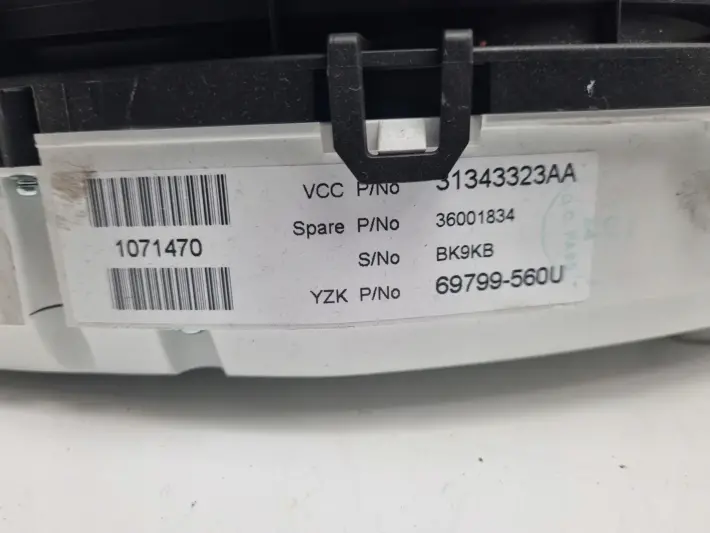 1071470
VCC P/No 31343323AA
Spare P/No 36001834
S/No BK9KB
YZK P/No 69799-560U